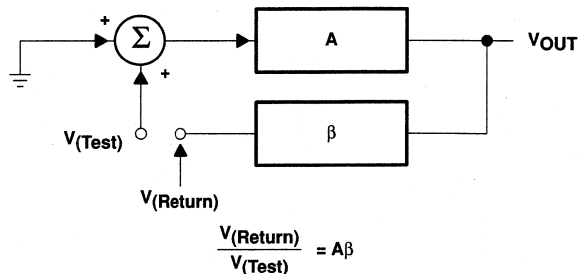 +
Σ
A
VOUT
+
V(Test)
β
V(Return)
V(Return)
V(Test)
= Aβ